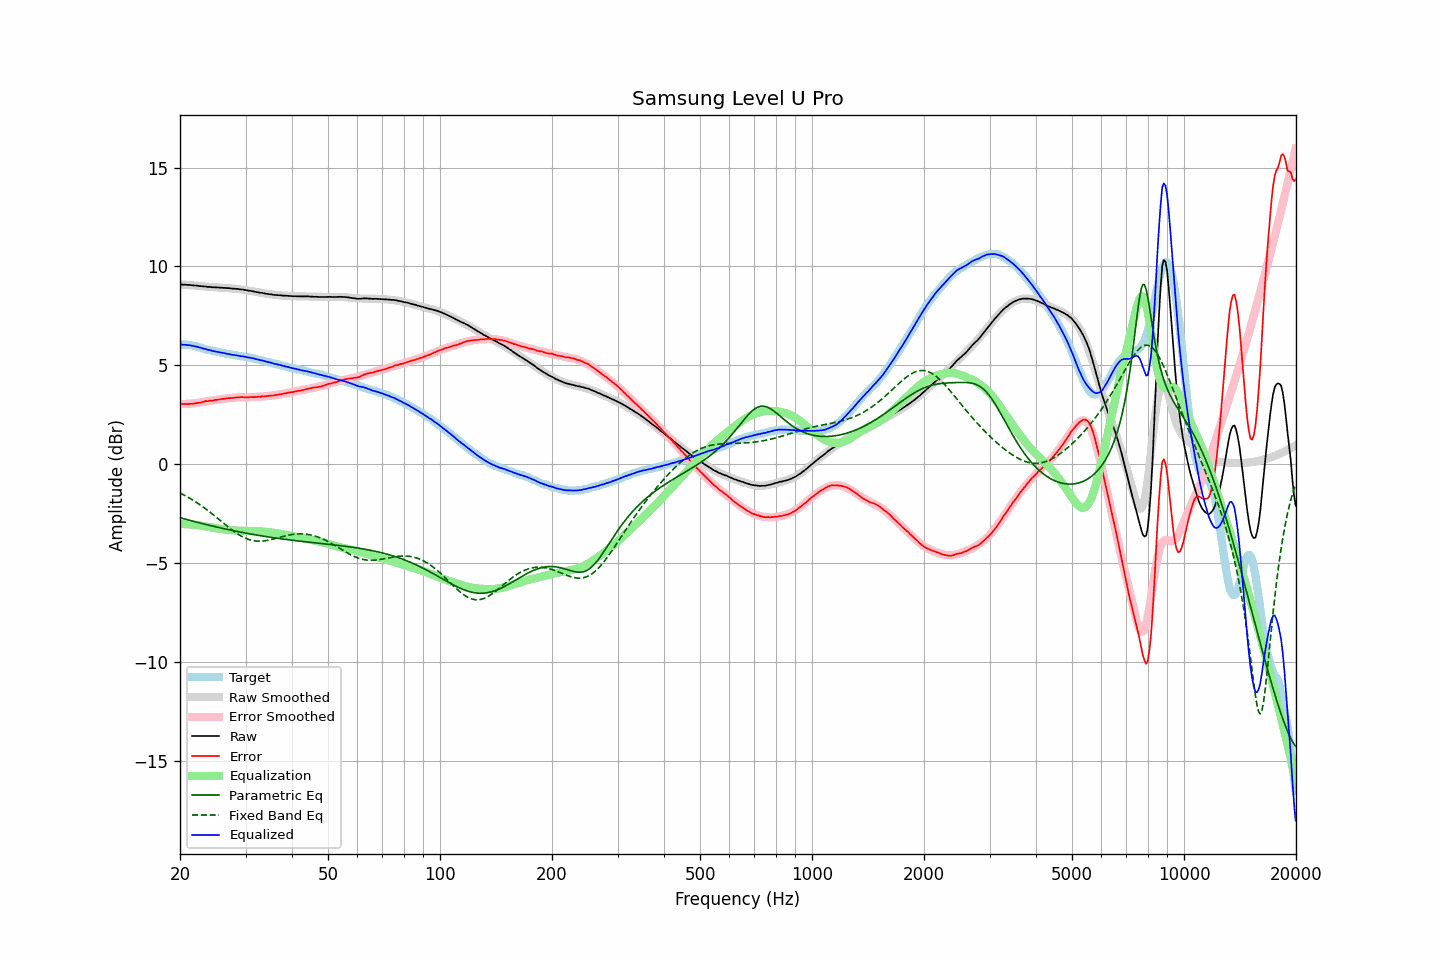 Samsung Level U Pro
Amplitude (dBr)
15
10
5
0
−5
−10
−15
Target
Raw Smoothed
Error Smoothed
Raw
Error
Equalization
Parametric Eq
Fixed Band Eq
Equalized
20 50 100 200 500 1000 2000 5000 10000 20000
Frequency (Hz)